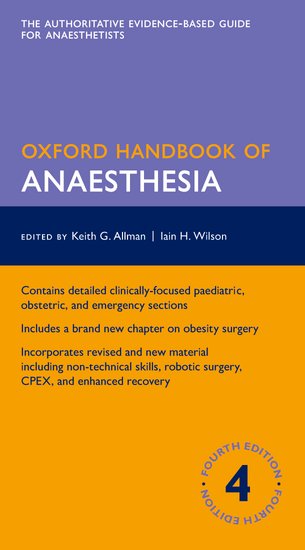 THE AUTHORITATIVE EVIDENCE-BASED GUIDE
FOR ANAESTHETISTS
OXFORD HANDBOOK OF
ANAESTHESIA
EDITED BY Keith G. Allman | Iain H. Wilson
Contains detailed clinically-focused paediatric,
obstetric, and emergency sections
Includes a brand new chapter on obesity surgery
Incorporates revised and new material
including non-technical skills, robotic surgery,
CPEX, and enhanced recovery
FOURTH EDITION
4
FOURTH EDITION